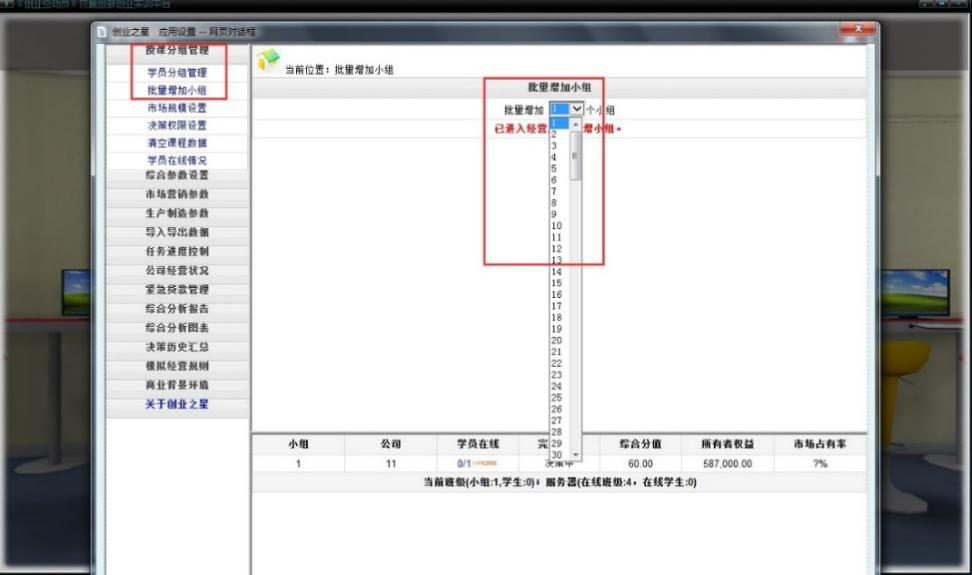 创业之星 应用设置 -- 网页对话框
授课分组管理
学员分组管理
批量增加小组
市场规模设置
决策权限设置
清空课程数据
学员在线情况
综合参数设置
市场营销参数
生产制造参数
导入导出数据
任务进度控制
公司经营状况
紧急贷款管理
综合分析报告
综合分析图表
决策历史汇总
模拟经营规则
商业背景环境
关于创业之星
当前位置：批量增加小组
批量增加小组
批量增加 1 个小组
已进入经营 增小组。
1
2
3
4
5
6
7
8
9
10
11
12
13
14
15
16
17
18
19
20
21
22
23
24
25
26
27
28
29
30
小组 公司 学员在线 完 综合分值 所有者权益 市场占有率
1 11 0/1 决策中 60.00 587,000.00 ?%
当前班级(小组:1,学生:0)；服务器(在线班级:4，在线学生:0)